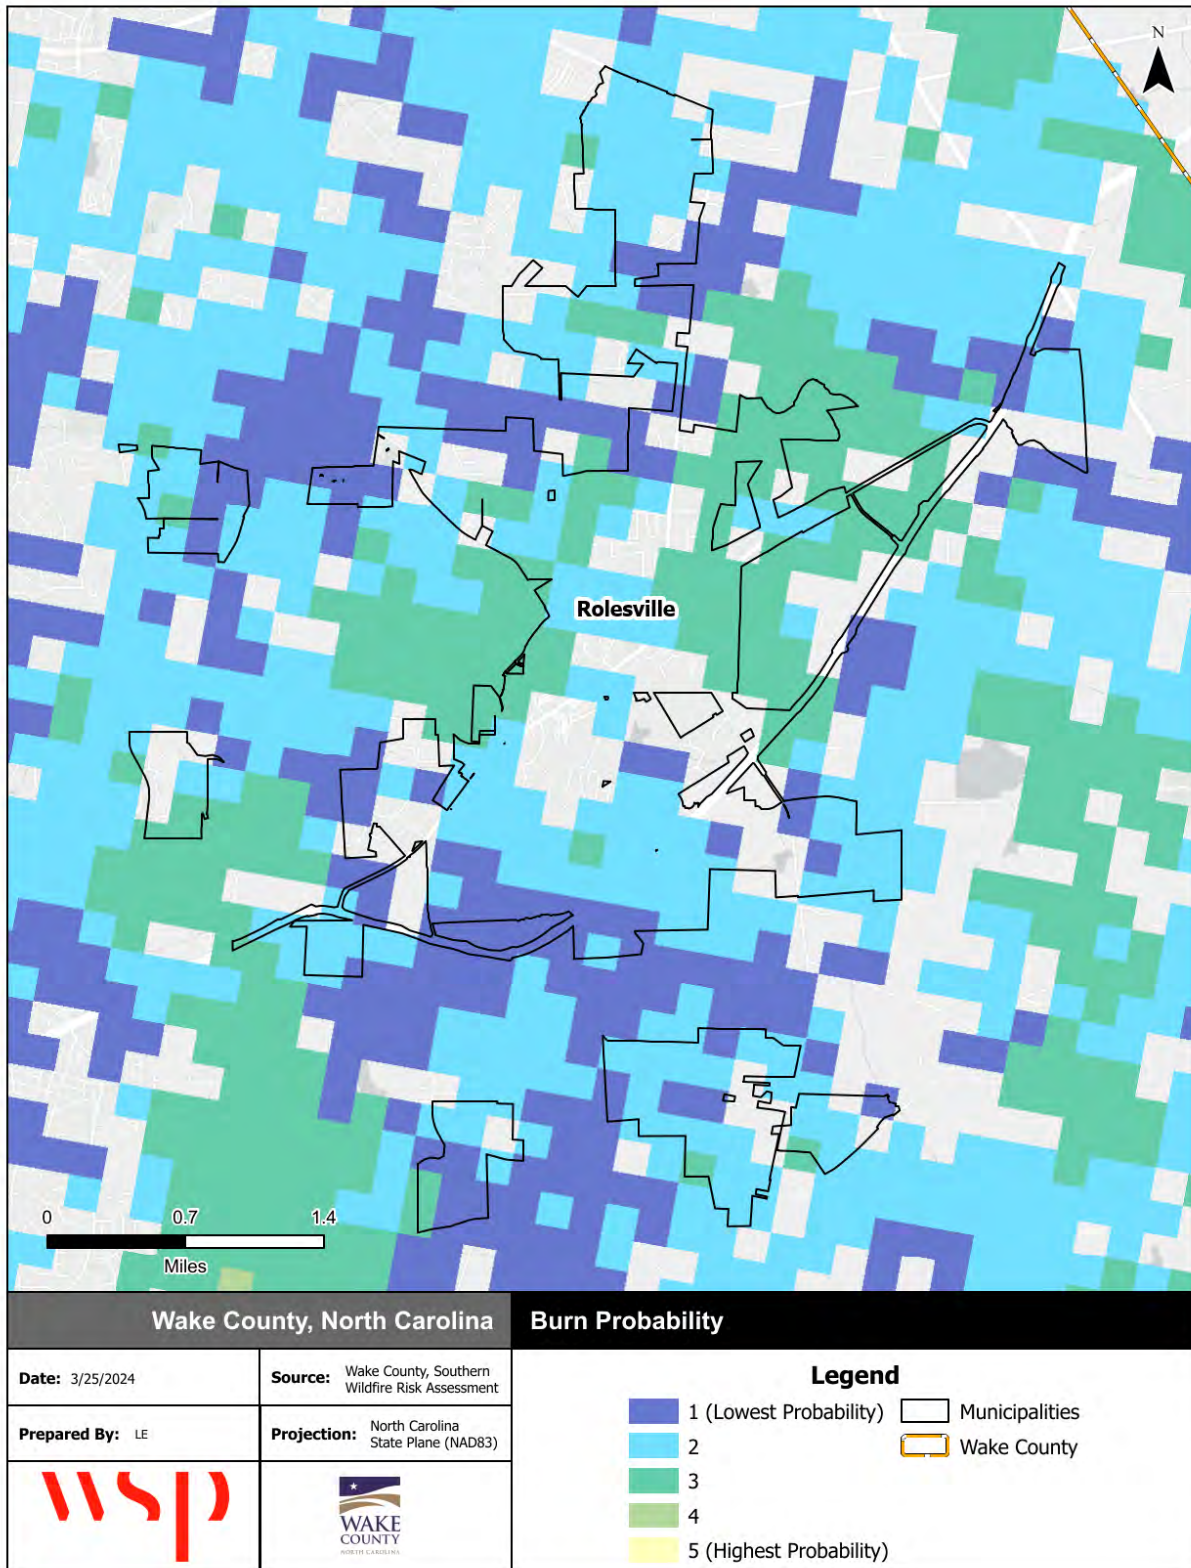 N
Rolesville
0 0.7 1.4
Miles
Wake County, North Carolina
Burn Probability
Date: 3/25/2024
Source: Wake County, Southern
Wildfire Risk Assessment
Prepared By: LE
Projection: North Carolina
State Plane (NAD83)
wsp
WAKE
COUNTY
NORTH CAROLINA
Legend
1 (Lowest Probability)
2
3
4
5 (Highest Probability)
Municipalities
Wake County